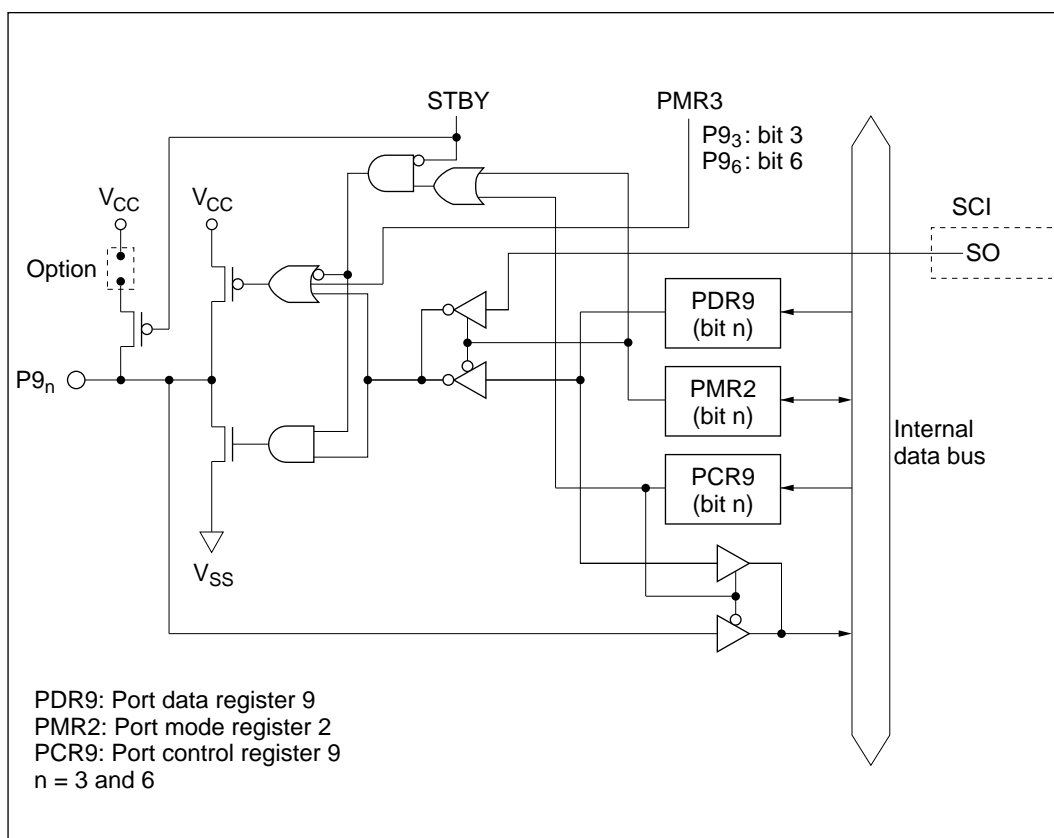 STBY
PMR3
P9₃: bit 3
P9₆: bit 6
V_CC
V_CC
SCI
SO
Option
PDR9
(bit n)
P9ₙ
PMR2
(bit n)
Internal
data bus
PCR9
(bit n)
V_SS
PDR9: Port data register 9
PMR2: Port mode register 2
PCR9: Port control register 9
n = 3 and 6